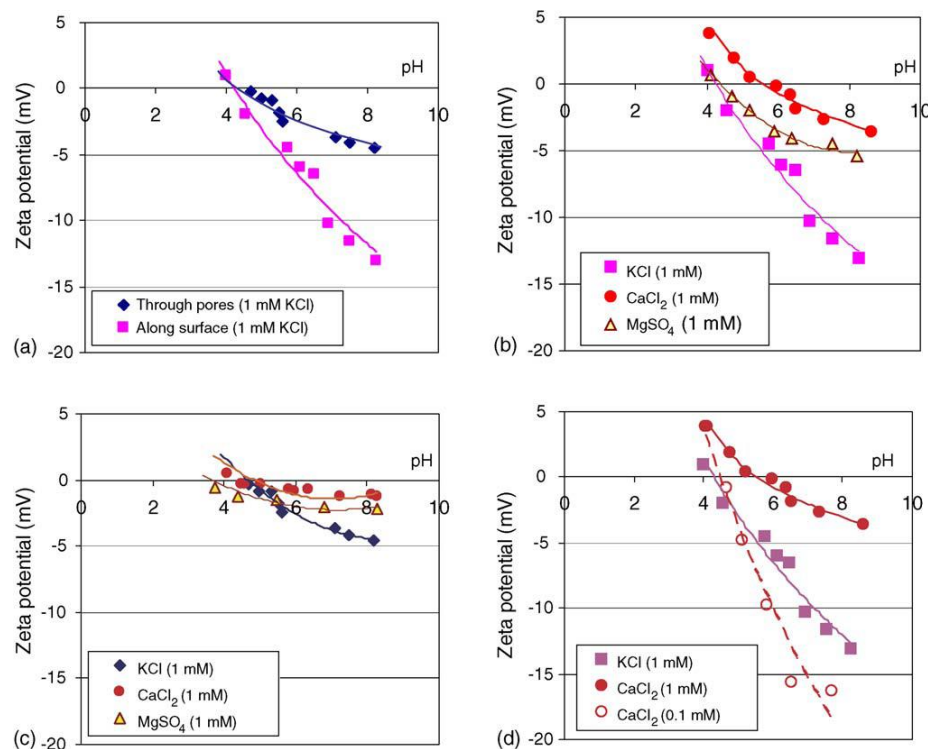 5
0
-5
-10
-15
-20
Zeta potential (mV)
0 2 4 6 8 10
pH
Through pores (1 mM KCl)
Along surface (1 mM KCl)
(a)
5
0
-5
-10
-15
-20
Zeta potential (mV)
0 2 4 6 8 10
pH
KCl (1 mM)
CaCl₂ (1 mM)
MgSO₄ (1 mM)
(b)
5
0
-5
-10
-15
-20
Zeta potential (mV)
0 2 4 6 8 10
pH
KCl (1 mM)
CaCl₂ (1 mM)
MgSO₄ (1 mM)
(c)
5
0
-5
-10
-15
-20
Zeta potential (mV)
0 2 4 6 8 10
pH
KCl (1 mM)
CaCl₂ (1 mM)
CaCl₂ (0.1 mM)
(d)